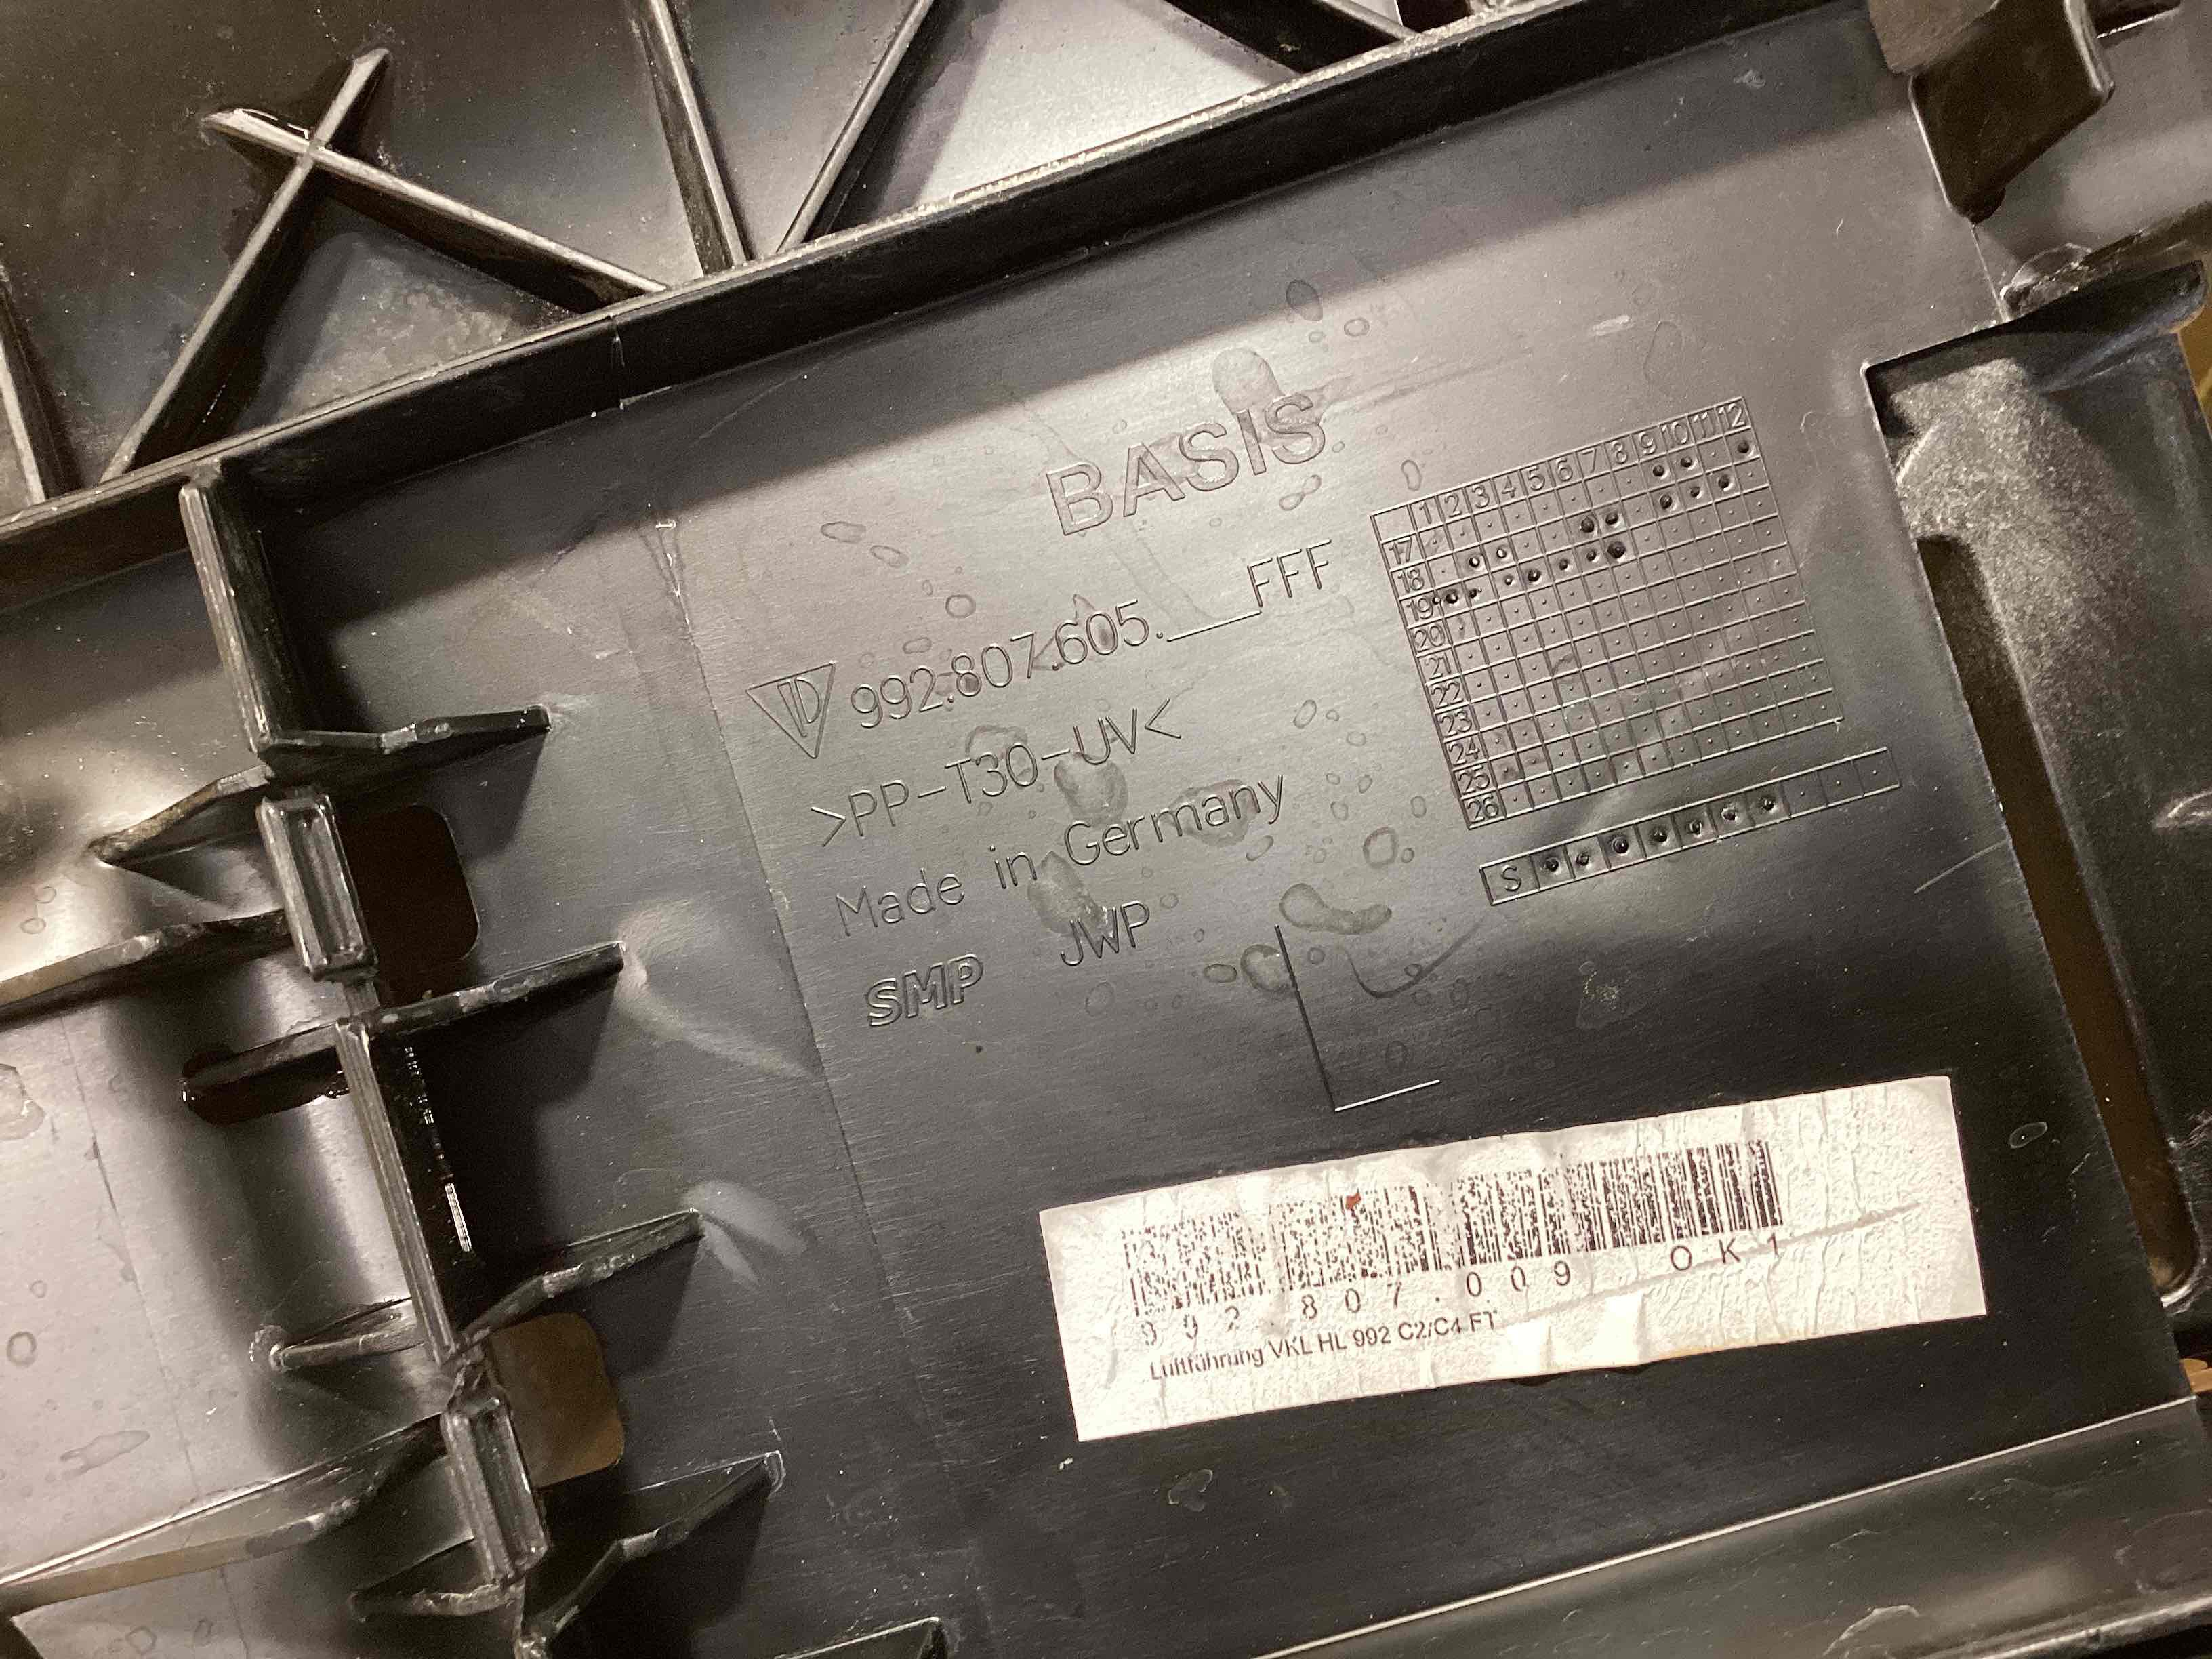 BASIS
992.807.605.___FFF
>PP-T30-UV<
Made in Germany
SMP JWP
1 2 3 4 5 6 7 8 9 10 11 12
17
18
19
20
21
22
23
24
25
26
S
992.807.009 OK1
Luftführung VKL HL 992 C2/C4 FT